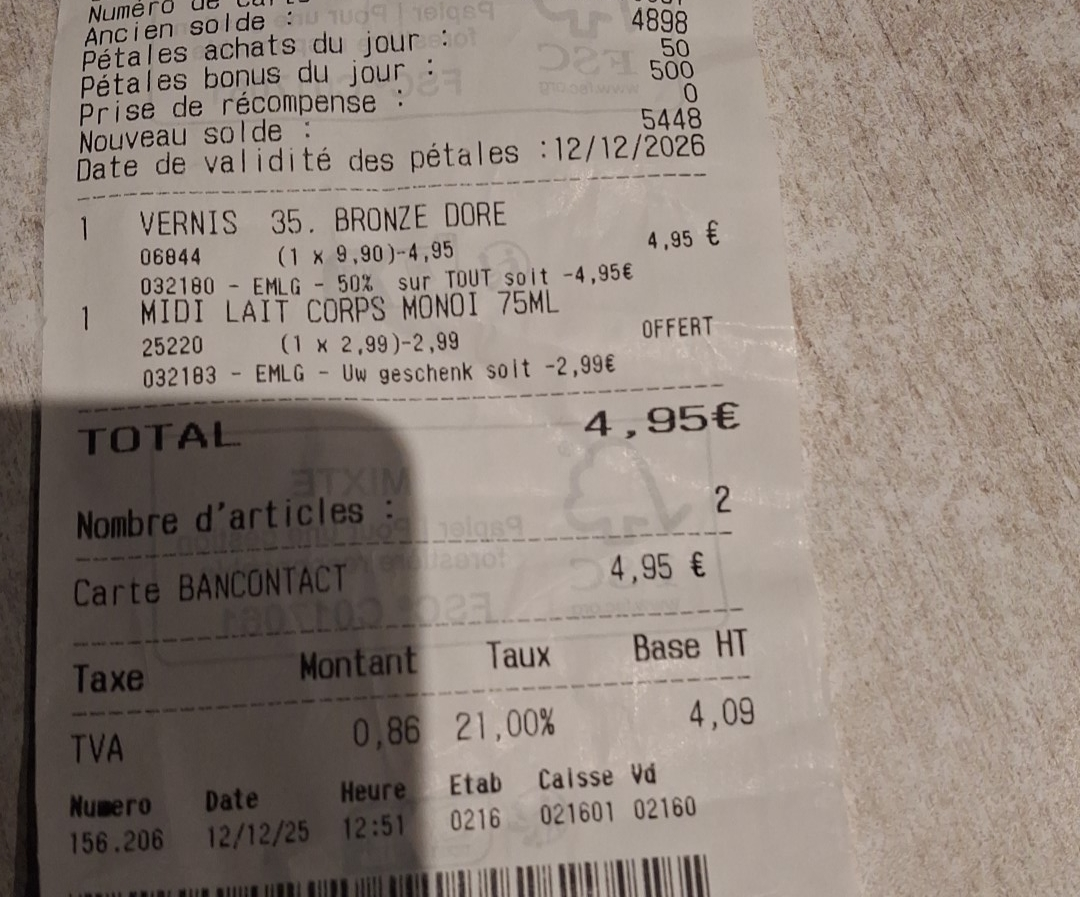 Numéro de
Ancien solde : 4898
Pétales achats du jour : 50
Pétales bonus du jour : 500
Prise de récompense : 0
Nouveau solde : 5448
Date de validité des pétales :12/12/2026
1 VERNIS 35. BRONZE DORE
06844 (1 x 9,90)-4,95 4,95 €
032180 - EMLG - 50% sur TOUT soit -4,95€
1 MIDI LAIT CORPS MONOI 75ML
25220 (1 x 2,99)-2,99 OFFERT
032183 - EMLG - Uw geschenk soit -2,99€
TOTAL 4,95€
Nombre d'articles : 2
Carte BANCONTACT 4,95 €
Taxe Montant Taux Base HT
TVA 0,86 21,00% 4,09
Numero Date Heure Etab Caisse Vd
156.206 12/12/25 12:51 0216 021601 02160